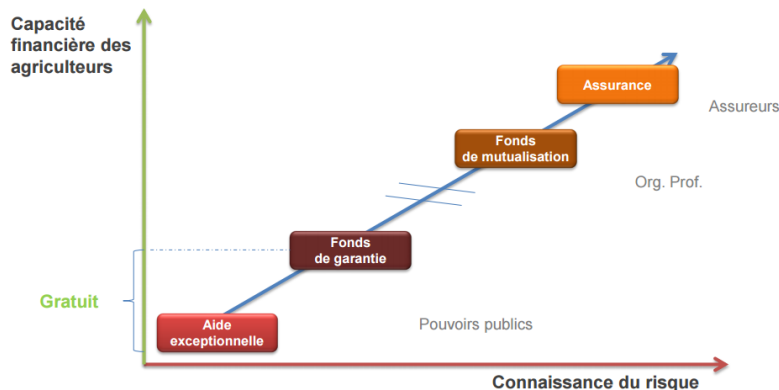 Capacité
financière des
agriculteurs
Assurance
Assureurs
Fonds
de mutualisation
Org. Prof.
Fonds
de garantie
Gratuit
Aide
exceptionnelle
Pouvoirs publics
Connaissance du risque